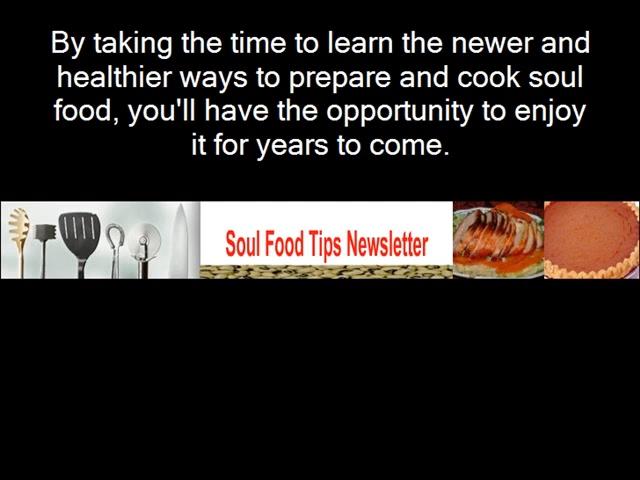 By taking the time to learn the newer and
healthier ways to prepare and cook soul
food, you'll have the opportunity to enjoy
it for years to come.
Soul Food Tips Newsletter